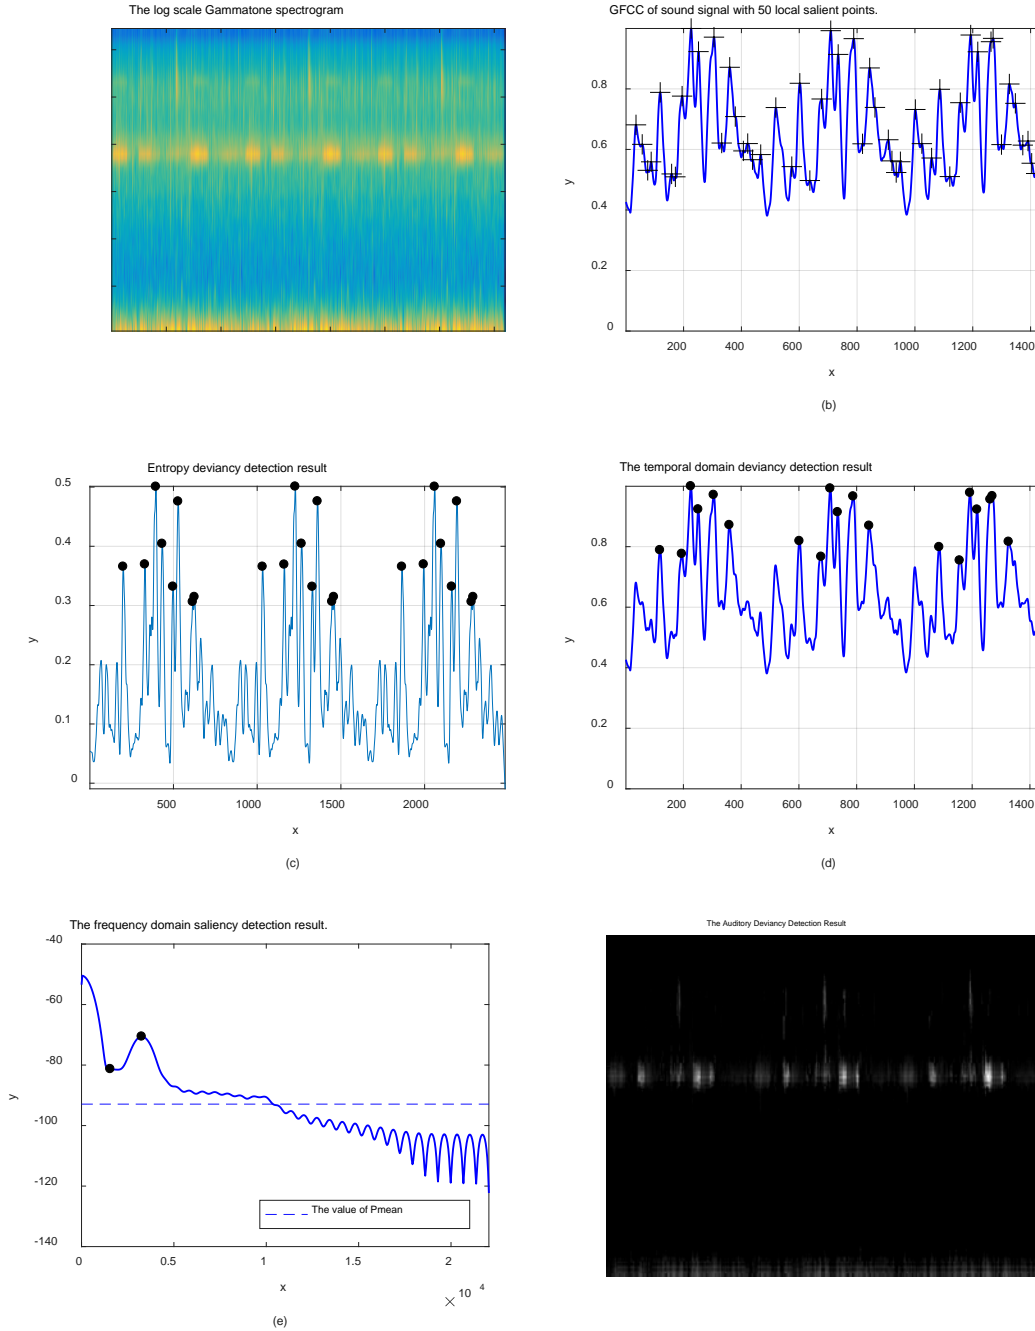 The log scale Gammatone spectrogram
GFCC of sound signal with 50 local salient points.
y
0.8
0.6
0.4
0.2
0
200
400
600
800
1000
1200
1400
x
(b)
Entropy deviancy detection result
y
0.5
0.4
0.3
0.2
0.1
0
500
1000
1500
2000
x
(c)
The temporal domain deviancy detection result
y
0.8
0.6
0.4
0.2
0
200
400
600
800
1000
1200
1400
x
(d)
The frequency domain saliency detection result.
y
-40
-60
-80
-100
-120
-140
The value of Pmean
0
0.5
1
1.5
2
x
× 10 4
(e)
The Auditory Deviancy Detection Result